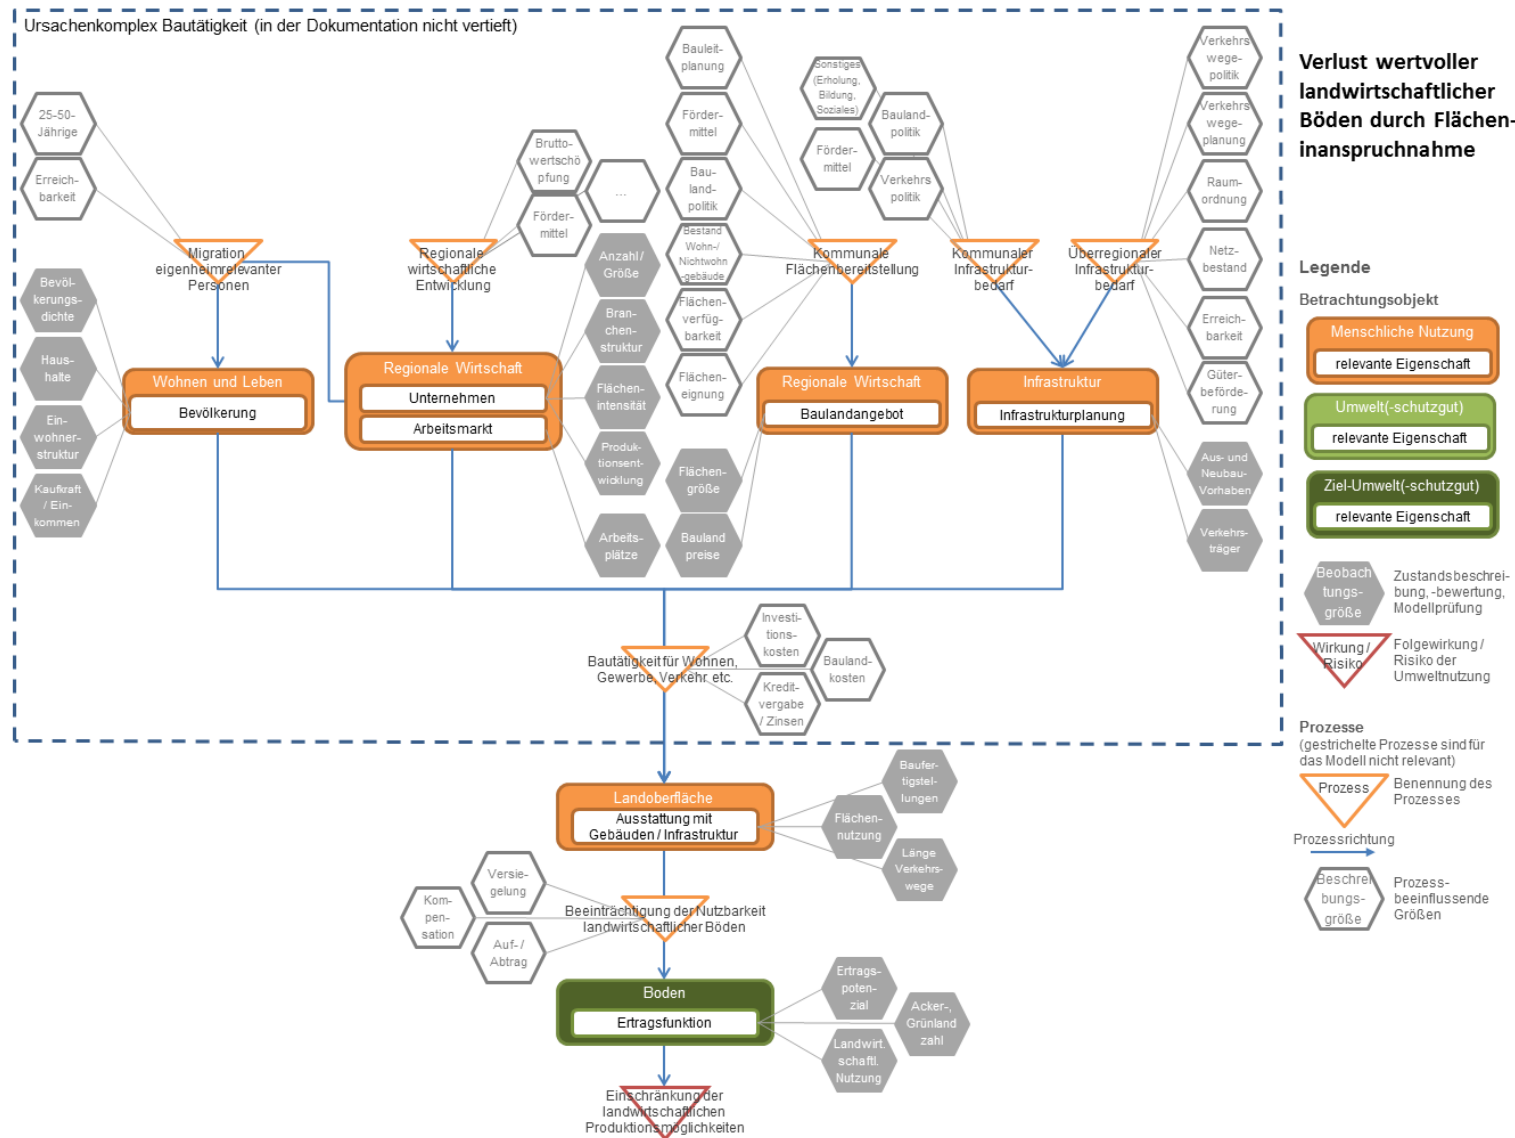 Ursachenkomplex Bautätigkeit (in der Dokumentation nicht vertieft)
Verlust wertvoller
landwirtschaftlicher
Böden durch Flächen-
inanspruchnahme
25-50-
Jährige
Erreich-
barkeit
Brutto-
wertschö
pfung
Förder-
mittel
...
Bauleit-
planung
Förder-
mittel
Bau-
land-
politik
Bestand
Wohn-/
Nichtwohn
-gebäude
Flächen-
verfüg-
barkeit
Flächen-
eignung
Sonstiges
(Erholung,
Bildung,
Soziales)
Förder-
mittel
Bauland-
politik
Verkehrs
politik
Verkehrs
wege-
politik
Verkehrs
wege-
planung
Raum-
ordnung
Netz-
bestand
Erreich-
barkeit
Güter-
beförde-
rung
Migration
eigenheimrelevanter
Personen
Regionale
wirtschaftliche
Entwicklung
Kommunale
Flächenbereitstellung
Kommunaler
Infrastruktur-
bedarf
Überregionaler
Infrastruktur-
bedarf
Bevöl-
kerungs-
dichte
Haus-
halte
Ein-
wohner-
struktur
Kaufkraft
/ Ein-
kommen
Wohnen und Leben
Bevölkerung
Regionale Wirtschaft
Unternehmen
Arbeitsmarkt
Anzahl /
Größe
Bran-
chen-
struktur
Flächen-
intensität
Produk-
tionsent-
wicklung
Arbeits-
plätze
Regionale Wirtschaft
Baulandangebot
Flächen-
größe
Bauland
preise
Infrastruktur
Infrastrukturplanung
Aus- und
Neubau-
Vorhaben
Verkehrs-
träger
Bautätigkeit für Wohnen,
Gewerbe, Verkehr etc.
Investi-
tions-
kosten
Bauland-
kosten
Kredit-
vergabe
/ Zinsen
Landoberfläche
Ausstattung mit
Gebäuden / Infrastruktur
Baufer-
tigstel-
lungen
Flächen-
nutzung
Länge
Verkehrs-
wege
Versie-
gelung
Kom-
pen-
sation
Auf- /
Abtrag
Beeinträchtigung der Nutzbarkeit
landwirtschaftlicher Böden
Boden
Ertragsfunktion
Ertrags-
poten-
zial
Acker-,
Grünland
zahl
Landwirt.
schaftl.
Nutzung
Einschränkung der
landwirtschaftlichen
Produktionsmöglichkeiten
Legende
Betrachtungsobjekt
Menschliche Nutzung
relevante Eigenschaft
Umwelt(-schutzgut)
relevante Eigenschaft
Ziel-Umwelt(-schutzgut)
relevante Eigenschaft
Beobach
tungs-
größe
Zustandsbeschrei-
bung, -bewertung,
Modellprüfung
Wirkung /
Risiko
Folgewirkung /
Risiko der
Umweltnutzung
Prozesse
(gestrichelte Prozesse sind für
das Modell nicht relevant)
Prozess
Benennung des
Prozesses
Prozessrichtung
Beschrei
bungs-
größe
Prozess-
beeinflussende
Größen